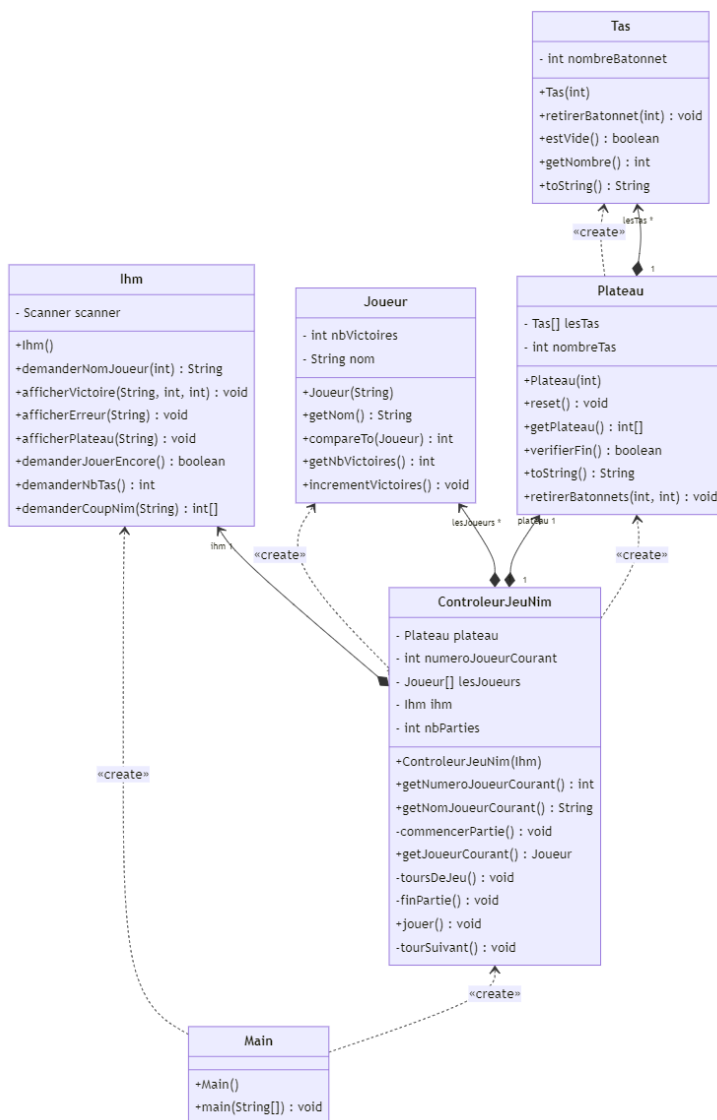 Tas
- int nombreBatonnet
+Tas(int)
+retirerBatonnet(int) : void
+estVide() : boolean
+getNombre() : int
+toString() : String
lesTas *
«create»
1
Ihm
- Scanner scanner
+Ihm()
+demanderNomJoueur(int) : String
+afficherVictoire(String, int, int) : void
+afficherErreur(String) : void
+afficherPlateau(String) : void
+demanderJouerEncore() : boolean
+demanderNbTas() : int
+demanderCoupNim(String) : int[]
Joueur
- int nbVictoires
- String nom
+Joueur(String)
+getNom() : String
+compareTo(Joueur) : int
+getNbVictoires() : int
+incrementVictoires() : void
Plateau
- Tas[] lesTas
- int nombreTas
+Plateau(int)
+reset() : void
+getPlateau() : int[]
+verifierFin() : boolean
+toString() : String
+retirerBatonnets(int, int) : void
ihm 1
«create»
lesJoueurs *
plateau 1
«create»
1
ControleurJeuNim
- Plateau plateau
- int numeroJoueurCourant
- Joueur[] lesJoueurs
- Ihm ihm
- int nbParties
+ControleurJeuNim(Ihm)
+getNumeroJoueurCourant() : int
+getNomJoueurCourant() : String
-commencerPartie() : void
+getJoueurCourant() : Joueur
-toursDeJeu() : void
-finPartie() : void
+jouer() : void
-tourSuivant() : void
«create»
«create»
Main
+Main()
+main(String[]) : void